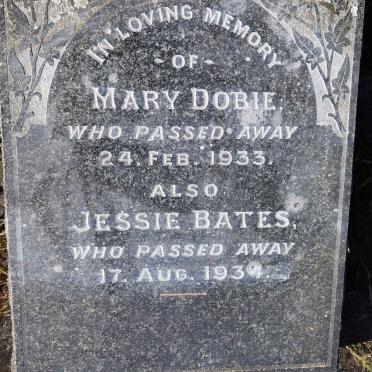 IN LOVING MEMORY
- OF -
MARY DOBIE,
WHO PASSED AWAY
24. FEB. 1933.
ALSO
JESSIE BATES,
WHO PASSED AWAY
17. AUG. 1934.